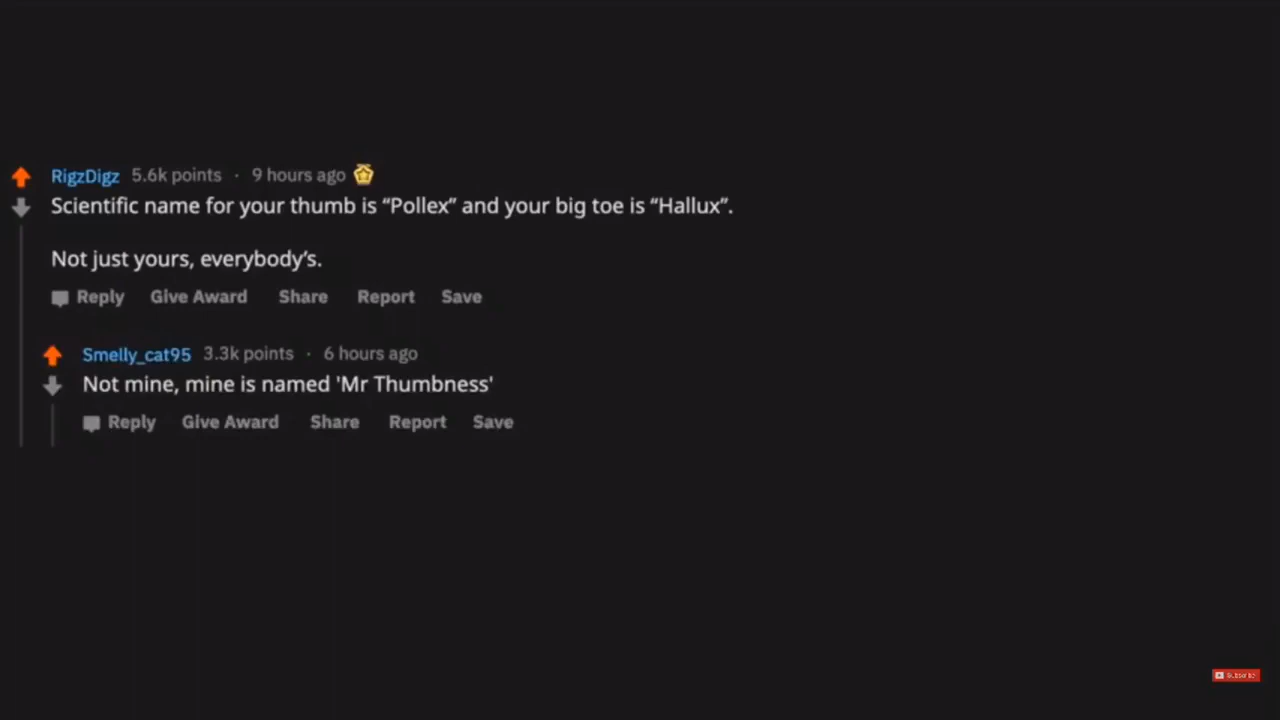 RigzDigz 5.6k points · 9 hours ago
Scientific name for your thumb is “Pollex” and your big toe is “Hallux”.
Not just yours, everybody’s.
Reply Give Award Share Report Save
Smelly_cat95 3.3k points · 6 hours ago
Not mine, mine is named 'Mr Thumbness'
Reply Give Award Share Report Save